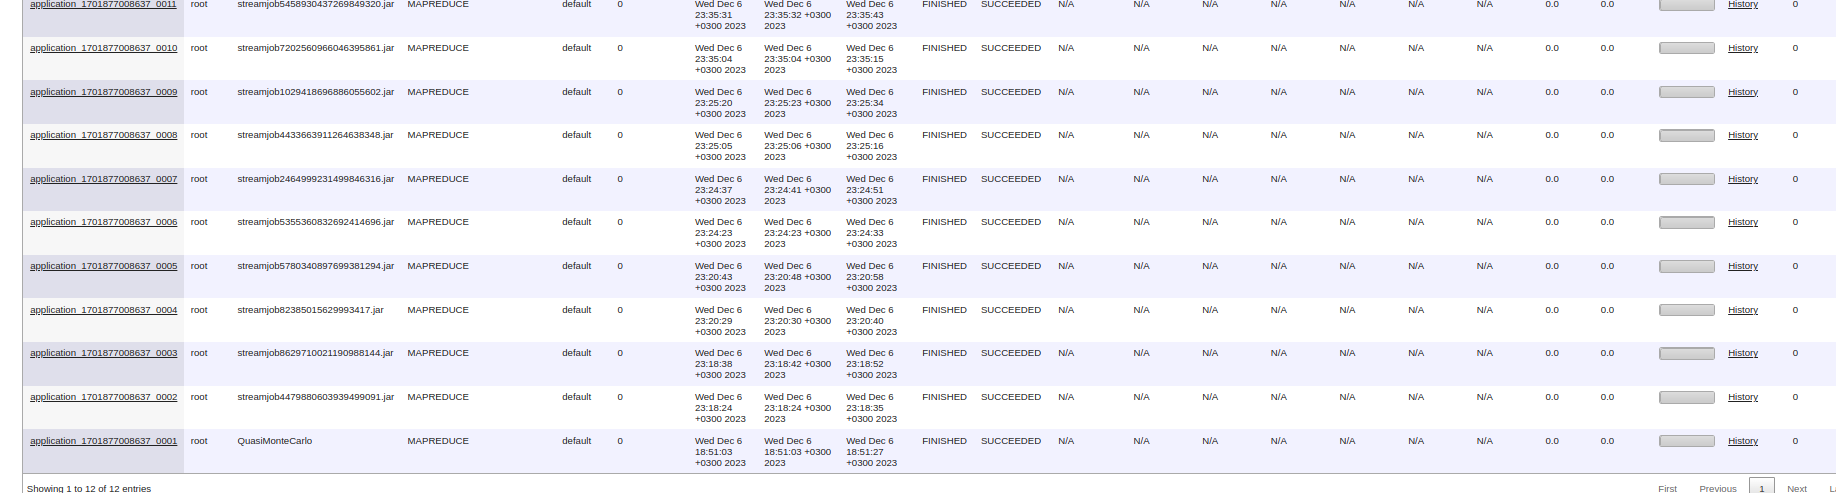 application_1701877008637_0011 root streamjob5458930437269849320.jar MAPREDUCE default 0 Wed Dec 6 23:35:31 +0300 2023 Wed Dec 6 23:35:32 +0300 2023 Wed Dec 6 23:35:43 +0300 2023 FINISHED SUCCEEDED N/A N/A N/A N/A N/A N/A N/A 0.0 0.0 History 0
application_1701877008637_0010 root streamjob7202560966046395861.jar MAPREDUCE default 0 Wed Dec 6 23:35:04 +0300 2023 Wed Dec 6 23:35:04 +0300 2023 Wed Dec 6 23:35:15 +0300 2023 FINISHED SUCCEEDED N/A N/A N/A N/A N/A N/A N/A 0.0 0.0 History 0
application_1701877008637_0009 root streamjob1029418696886055602.jar MAPREDUCE default 0 Wed Dec 6 23:25:20 +0300 2023 Wed Dec 6 23:25:23 +0300 2023 Wed Dec 6 23:25:34 +0300 2023 FINISHED SUCCEEDED N/A N/A N/A N/A N/A N/A N/A 0.0 0.0 History 0
application_1701877008637_0008 root streamjob4433663911264638348.jar MAPREDUCE default 0 Wed Dec 6 23:25:05 +0300 2023 Wed Dec 6 23:25:06 +0300 2023 Wed Dec 6 23:25:16 +0300 2023 FINISHED SUCCEEDED N/A N/A N/A N/A N/A N/A N/A 0.0 0.0 History 0
application_1701877008637_0007 root streamjob2464999231499846316.jar MAPREDUCE default 0 Wed Dec 6 23:24:37 +0300 2023 Wed Dec 6 23:24:41 +0300 2023 Wed Dec 6 23:24:51 +0300 2023 FINISHED SUCCEEDED N/A N/A N/A N/A N/A N/A N/A 0.0 0.0 History 0
application_1701877008637_0006 root streamjob5355360832692414696.jar MAPREDUCE default 0 Wed Dec 6 23:24:23 +0300 2023 Wed Dec 6 23:24:23 +0300 2023 Wed Dec 6 23:24:33 +0300 2023 FINISHED SUCCEEDED N/A N/A N/A N/A N/A N/A N/A 0.0 0.0 History 0
application_1701877008637_0005 root streamjob5780340897699381294.jar MAPREDUCE default 0 Wed Dec 6 23:20:43 +0300 2023 Wed Dec 6 23:20:48 +0300 2023 Wed Dec 6 23:20:58 +0300 2023 FINISHED SUCCEEDED N/A N/A N/A N/A N/A N/A N/A 0.0 0.0 History 0
application_1701877008637_0004 root streamjob82385015629993417.jar MAPREDUCE default 0 Wed Dec 6 23:20:29 +0300 2023 Wed Dec 6 23:20:30 +0300 2023 Wed Dec 6 23:20:40 +0300 2023 FINISHED SUCCEEDED N/A N/A N/A N/A N/A N/A N/A 0.0 0.0 History 0
application_1701877008637_0003 root streamjob8629710021190988144.jar MAPREDUCE default 0 Wed Dec 6 23:18:38 +0300 2023 Wed Dec 6 23:18:42 +0300 2023 Wed Dec 6 23:18:52 +0300 2023 FINISHED SUCCEEDED N/A N/A N/A N/A N/A N/A N/A 0.0 0.0 History 0
application_1701877008637_0002 root streamjob4479880603939499091.jar MAPREDUCE default 0 Wed Dec 6 23:18:24 +0300 2023 Wed Dec 6 23:18:24 +0300 2023 Wed Dec 6 23:18:35 +0300 2023 FINISHED SUCCEEDED N/A N/A N/A N/A N/A N/A N/A 0.0 0.0 History 0
application_1701877008637_0001 root QuasiMonteCarlo MAPREDUCE default 0 Wed Dec 6 18:51:03 +0300 2023 Wed Dec 6 18:51:03 +0300 2023 Wed Dec 6 18:51:27 +0300 2023 FINISHED SUCCEEDED N/A N/A N/A N/A N/A N/A N/A 0.0 0.0 History 0
Showing 1 to 12 of 12 entries First Previous 1 Next